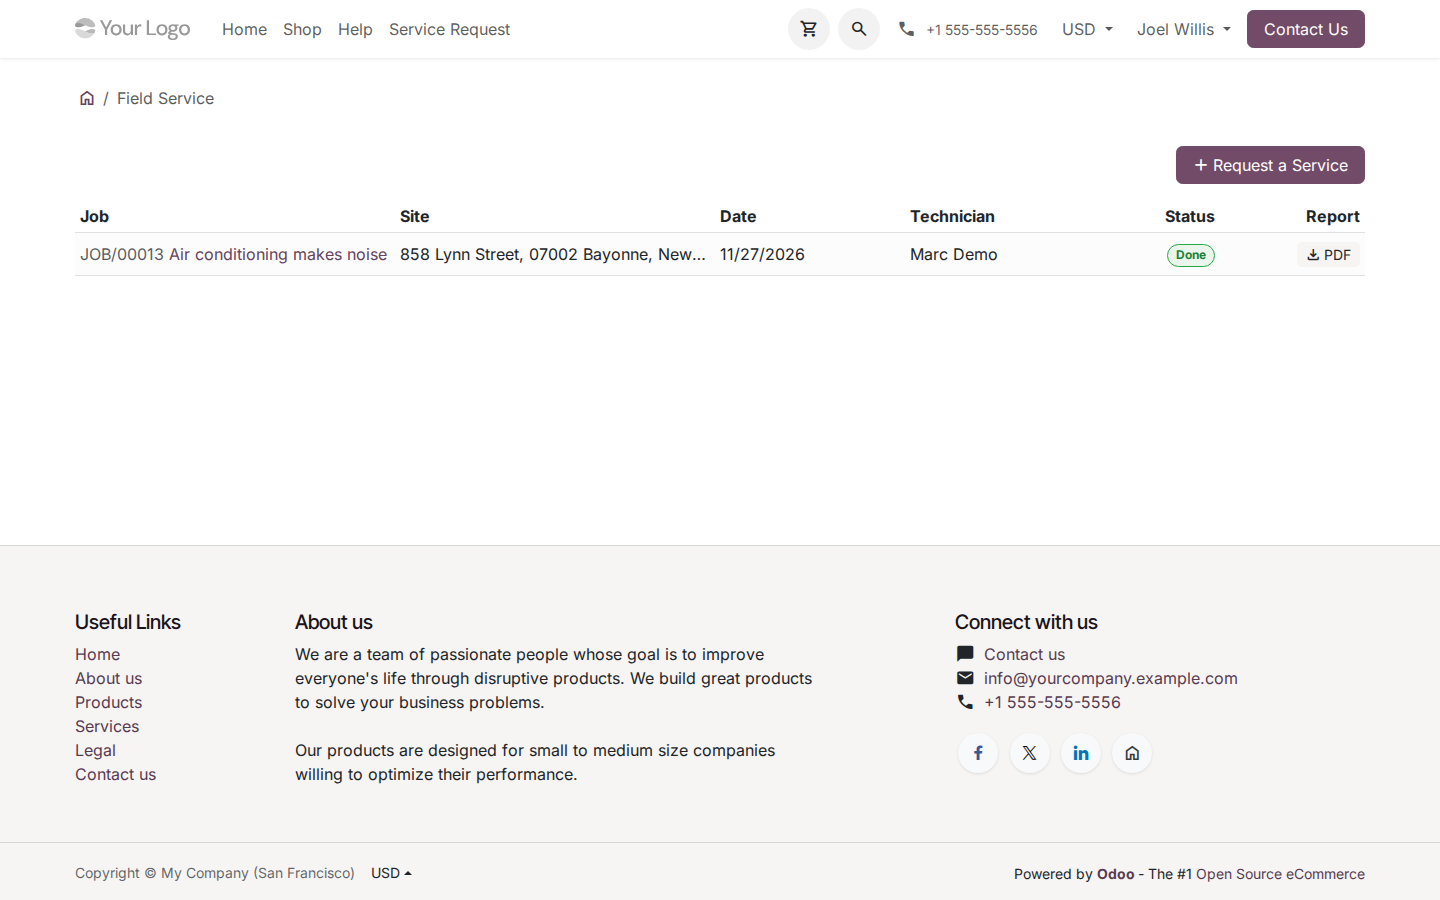 Your Logo Home Shop Help Service Request +1 555-555-5556 USD Joel Willis Contact Us
/ Field Service
+ Request a Service
Job Site Date Technician Status Report
JOB/00013 Air conditioning makes noise 858 Lynn Street, 07002 Bayonne, New... 11/27/2026 Marc Demo Done PDF
Useful Links
Home
About us
Products
Services
Legal
Contact us
About us
We are a team of passionate people whose goal is to improve
everyone's life through disruptive products. We build great products
to solve your business problems.
Our products are designed for small to medium size companies
willing to optimize their performance.
Connect with us
Contact us
info@yourcompany.example.com
+1 555-555-5556
Copyright © My Company (San Francisco) USD
Powered by Odoo - The #1 Open Source eCommerce